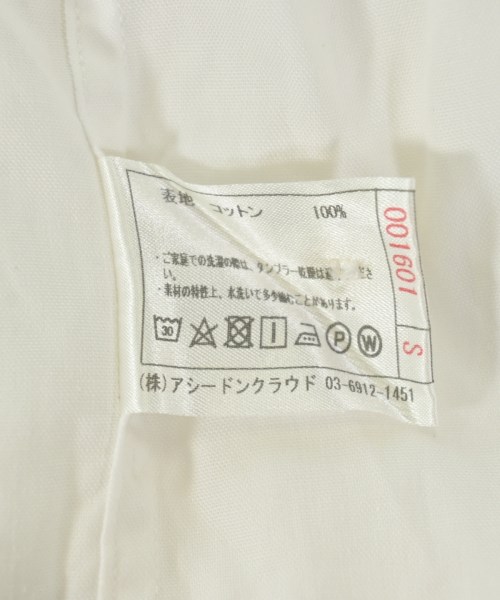 表地 コットン 100%
・ご家庭での洗濯の際は、タンブラー乾燥は ださ
い。
・素材の特性上、水洗いで多少縮むことがあります。
30 P W
(株)アシードンクラウド 03-6912-1451
001601
S